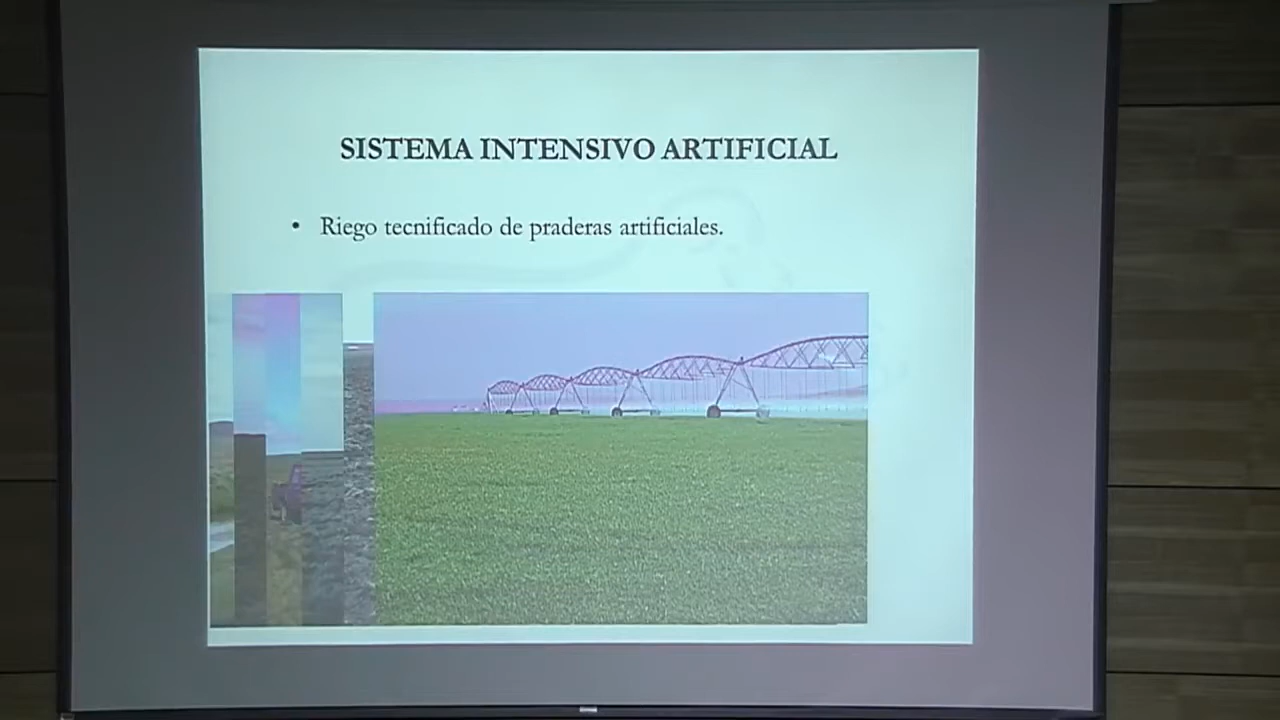 SISTEMA INTENSIVO ARTIFICIAL
• Riego tecnificado de praderas artificiales.